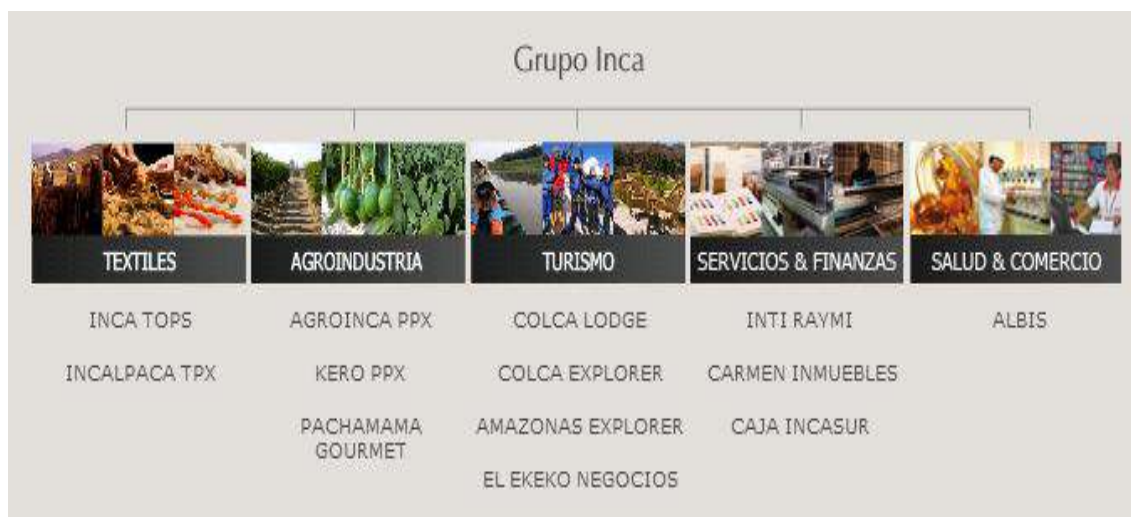 Grupo Inca
TEXTILES
AGROINDUSTRIA
TURISMO
SERVICIOS & FINANZAS
SALUD & COMERCIO
INCA TOPS
AGROINCA PPX
COLCA LODGE
INTI RAYMI
ALBIS
INCALPACA TPX
KERO PPX
COLCA EXPLORER
CARMEN INMUEBLES
PACHAMAMA
GOURMET
AMAZONAS EXPLORER
CAJA INCASUR
EL EKEKO NEGOCIOS